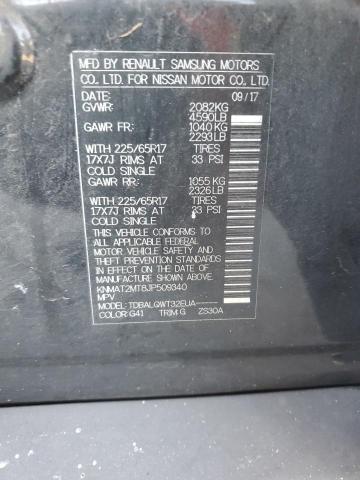 MFD BY RENAULT SAMSUNG MOTORS
CO., LTD. FOR NISSAN MOTOR CO., LTD.
DATE: 09/17
GVWR: 2082KG
4590LB
GAWR FR: 1040KG
2293LB
WITH 225/65R17 TIRES
17X7J RIMS AT 33 PSI
COLD SINGLE
GAWR RR: 1055KG
2326LB
WITH 225/65R17 TIRES
17X7J RIMS AT 33 PSI
COLD SINGLE
THIS VEHICLE CONFORMS TO ALL
APPLICABLE FEDERAL MOTOR
VEHICLE SAFETY AND THEFT
PREVENTION STANDARDS IN
EFFECT ON THE DATE OF
MANUFACTURE SHOWN ABOVE
KNMAT2MT8JP509340
MPV
MODEL: TDBALQWT32EUA-----
COLOR: G41 TRIM: G ZS30A